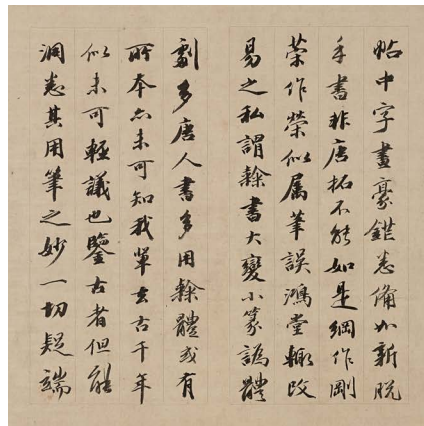 帖中字畫豪鋩悉備如新脫
手書非唐拓不能如是綱作剛
荣作榮似属筆誤鴻堂輙改
易之私謂隸書大變小篆譌體
劇多唐人書多用隸體或有
所本亦未可知我輩去古千年
似未可輕議也鑒古者但能
洞悉其用筆之妙一切疑端